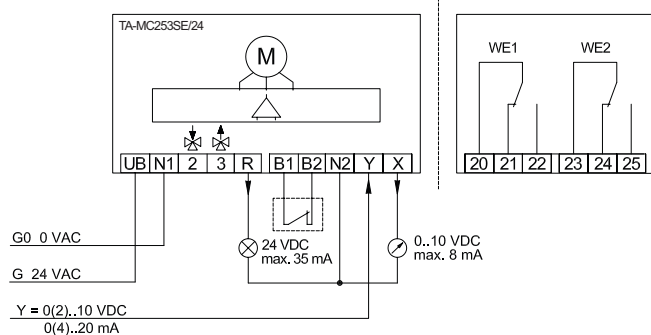 TA-MC253SE/24
WE1 WE2
M
UB N1 2 3 R B1 B2 N2 Y X
20 21 22 23 24 25
G0 0 VAC
24 VDC
max. 35 mA
0..10 VDC
max. 8 mA
G 24 VAC
Y = 0(2)..10 VDC
0(4)..20 mA